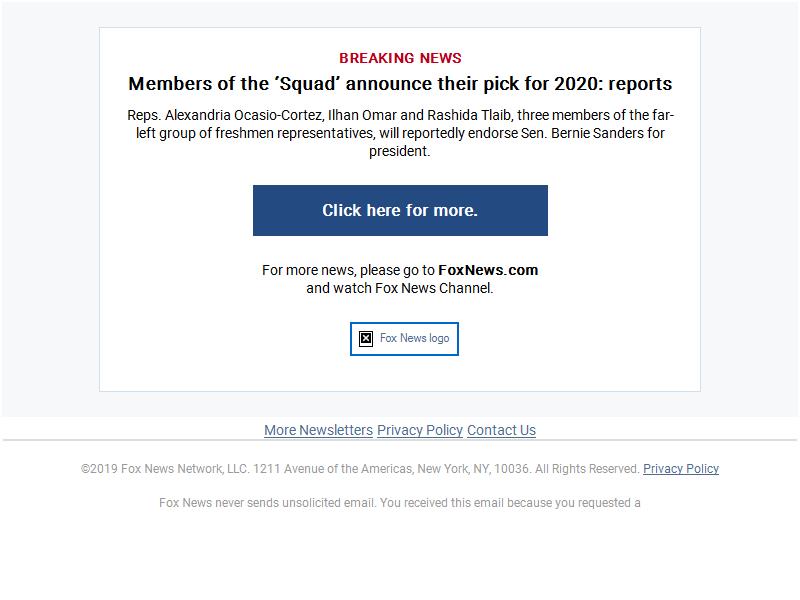 BREAKING NEWS
Members of the ‘Squad’ announce their pick for 2020: reports
Reps. Alexandria Ocasio-Cortez, Ilhan Omar and Rashida Tlaib, three members of the far-
left group of freshmen representatives, will reportedly endorse Sen. Bernie Sanders for
president.
Click here for more.
For more news, please go to FoxNews.com
and watch Fox News Channel.
Fox News logo
More Newsletters Privacy Policy Contact Us
©2019 Fox News Network, LLC. 1211 Avenue of the Americas, New York, NY, 10036. All Rights Reserved. Privacy Policy
Fox News never sends unsolicited email. You received this email because you requested a